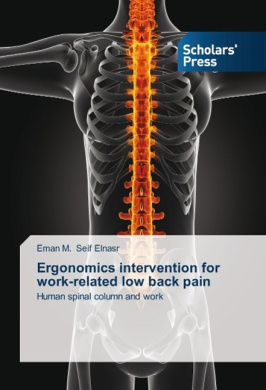 Scholars'
Press
Eman M.  Seif Elnasr
Ergonomics intervention for
work-related low back pain
Human spinal column and work